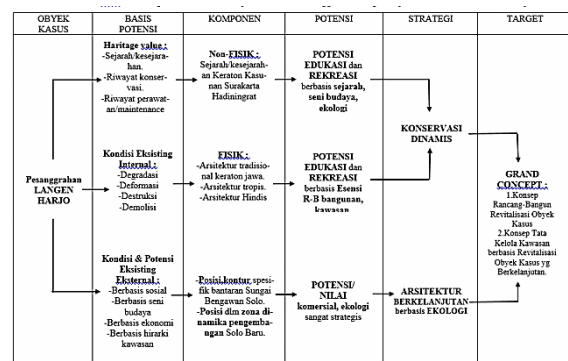 OBYEK
KASUS
BASIS
POTENSI
KOMPONEN
POTENSI
STRATEGI
TARGET
Pesanggrahan
LANGEN
HARJO
Haritage value :
-Sejarah/kesejara-
han.
-Riwayat konser-
vasi.
-Riwayat perawat-
an/maintenance
Non-FISIK :
Sejarah/kesejarah-
an Keraton Kasu-
nan Surakarta
Hadiningrat
POTENSI
EDUKASI dan
REKREASI
berbasis sejarah,
seni budaya,
ekologi
Kondisi Eksisting
Internal :
-Degradasi
-Deformasi
-Destruksi
-Demolisi
FISIK :
-Arsitektur tradisio-
nal keraton jawa.
-Arsitektur tropis.
-Arsitektur Hindis
POTENSI
EDUKASI dan
REKREASI
berbasis Esensi
R-B bangunan,
kawasan
KONSERVASI
DINAMIS
Kondisi & Potensi
Eksisting
Eksternal :
-Berbasis sosial
-Berbasis seni
budaya
-Berbasis ekonomi
-Berbasis hirarki
kawasan
-Posisi kontur spesi-
fik bantaran Sungai
Bengawan Solo.
-Posisi dlm zona di-
namika pengemba-
ngan Solo Baru.
POTENSI/
NILAI
komersial, ekologi
sangat strategis
ARSITEKTUR
BERKELANJUTAN
berbasis EKOLOGI
GRAND
CONCEPT :
1.Konsep
Rancang-Bangun
Revitalisasi Obyek
Kasus
2.Konsep Tata
Kelola Kawasan
berbasis Revitalisasi
Obyek Kasus yg
Berkelanjutan.